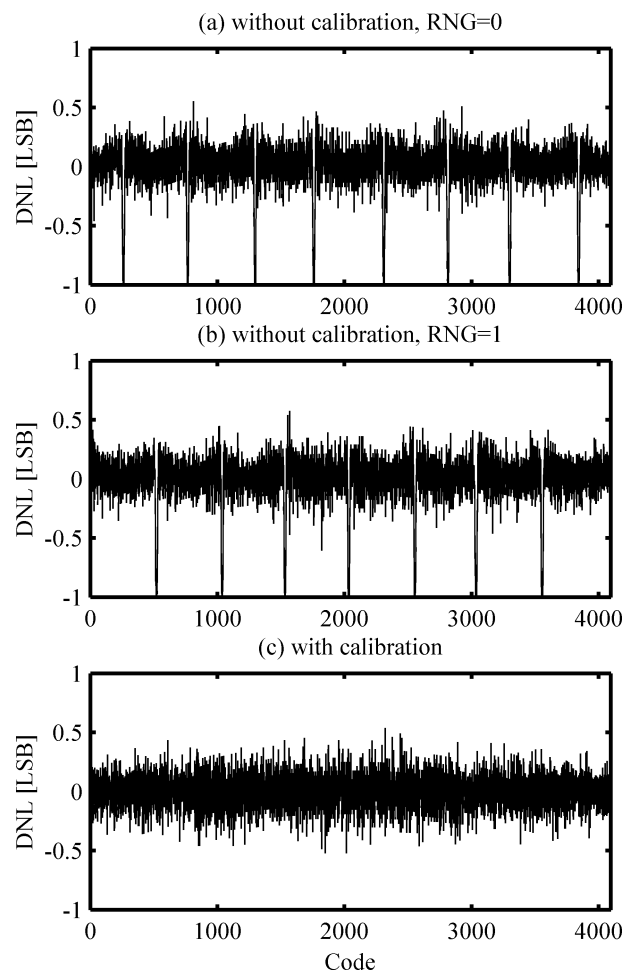 (a) without calibration, RNG=0
1
0.5
0
-0.5
-1
DNL [LSB]
0 1000 2000 3000 4000
(b) without calibration, RNG=1
1
0.5
0
-0.5
-1
DNL [LSB]
0 1000 2000 3000 4000
(c) with calibration
1
0.5
0
-0.5
-1
DNL [LSB]
0 1000 2000 3000 4000
Code